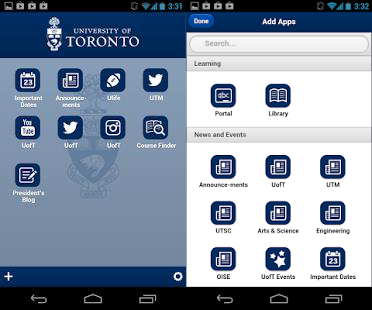 3:31
UNIVERSITY OF
TORONTO
23
Important
Dates
Announce-
ments
Ulife
UTM
You
Tube
UofT
UofT
UofT
Course Finder
President's
Blog
3:32
Done
Add Apps
Search...
Learning
abc
Portal
Library
News and Events
Announce-ments
UofT
UTM
UTSC
Arts & Science
Engineering
23
OISE
UofT Events
Important Dates